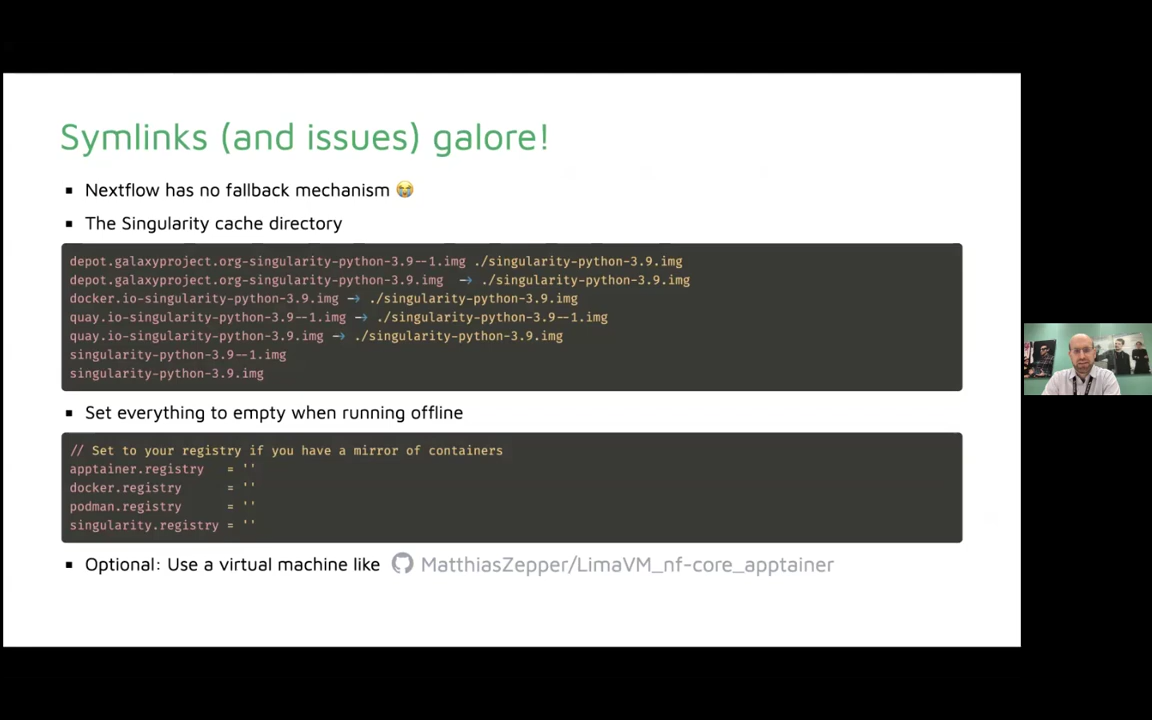 Symlinks (and issues) galore!
▪ Nextflow has no fallback mechanism 😭
▪ The Singularity cache directory
depot.galaxyproject.org-singularity-python-3.9--1.img ./singularity-python-3.9.img
depot.galaxyproject.org-singularity-python-3.9.img → ./singularity-python-3.9.img
docker.io-singularity-python-3.9.img → ./singularity-python-3.9.img
quay.io-singularity-python-3.9--1.img → ./singularity-python-3.9--1.img
quay.io-singularity-python-3.9.img → ./singularity-python-3.9.img
singularity-python-3.9--1.img
singularity-python-3.9.img
▪ Set everything to empty when running offline
// Set to your registry if you have a mirror of containers
apptainer.registry = ''
docker.registry = ''
podman.registry = ''
singularity.registry = ''
▪ Optional: Use a virtual machine like MatthiasZepper/LimaVM_nf-core_apptainer